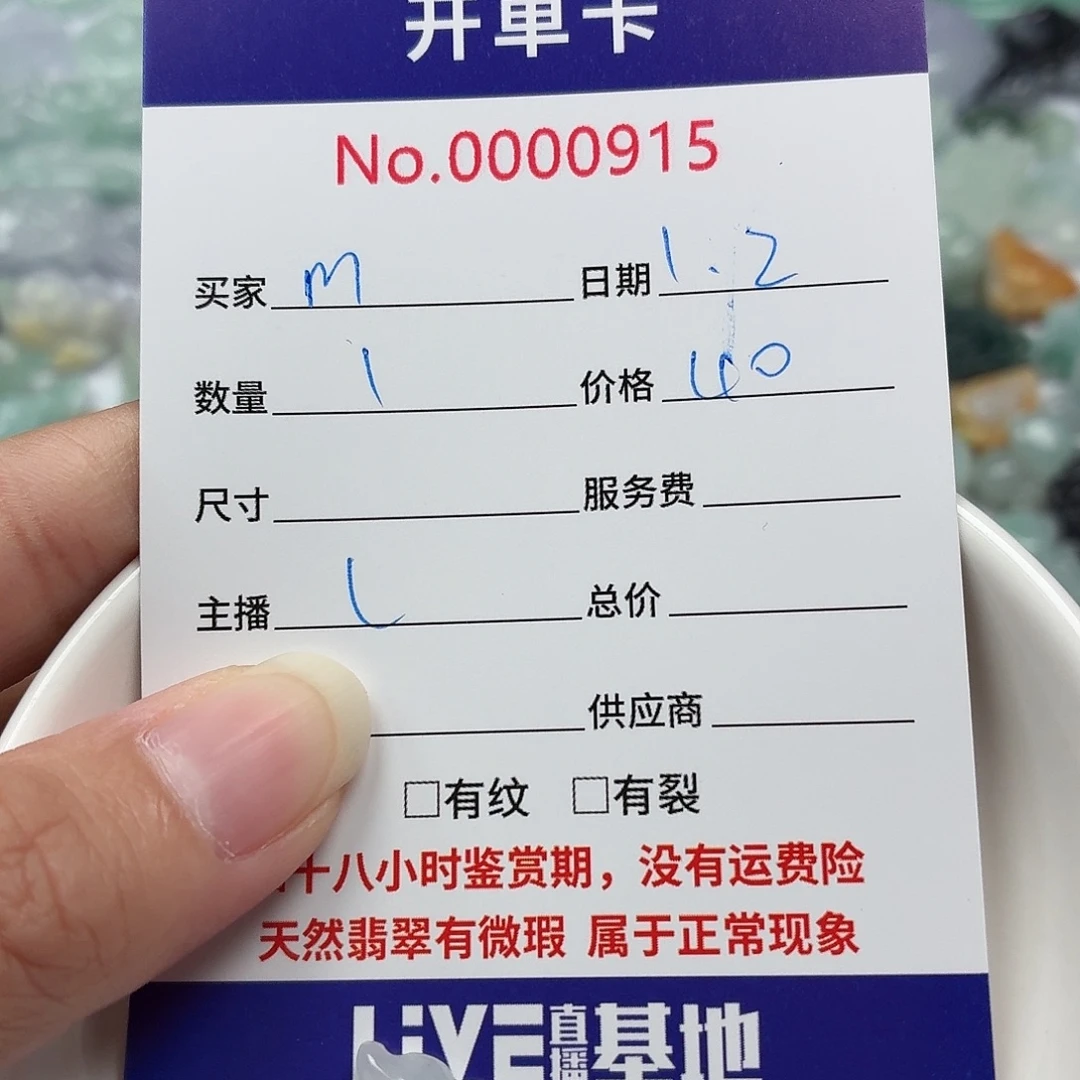 开单卡
No.0000915
买家 m 日期 1.2
数量 1 价格 40
尺寸 服务费
主播 L 总价
供应商
□有纹 □有裂
十八小时鉴赏期，没有运费险
天然翡翠有微瑕 属于正常现象
LiVE直播基地